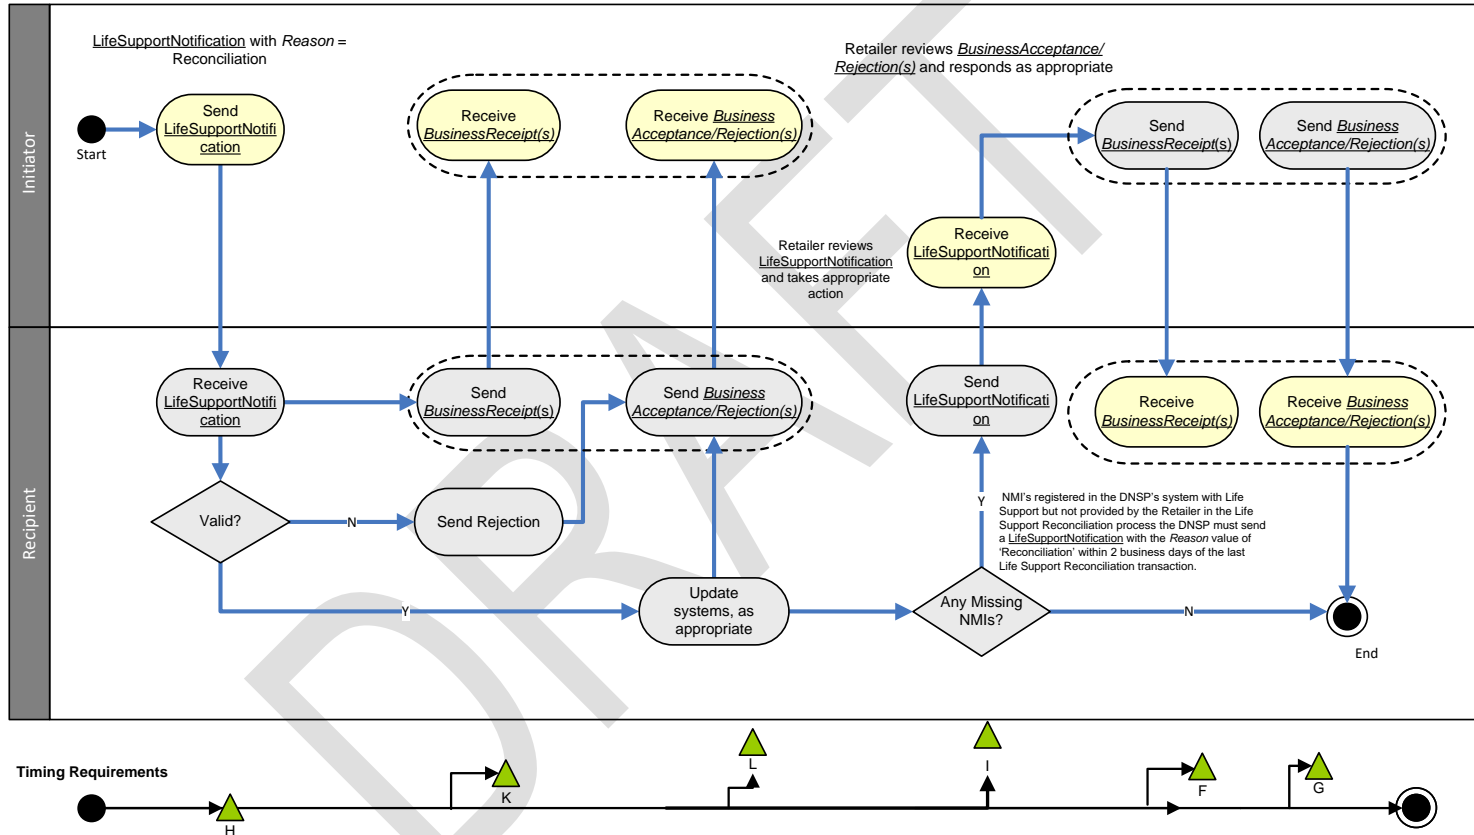 Initiator
LifeSupportNotification with Reason =
Reconciliation
Start
Send
LifeSupportNotifi
cation
Receive
BusinessReceipt(s)
Receive Business
Acceptance/Rejection(s)
Retailer reviews BusinessAcceptance/
Rejection(s) and responds as appropriate
Send
BusinessReceipt(s)
Send Business
Acceptance/Rejection(s)
Retailer reviews
LifeSupportNotification
and takes appropriate
action
Receive
LifeSupportNotificati
on
Recipient
Receive
LifeSupportNotifi
cation
Send
BusinessReceipt(s)
Send Business
Acceptance/Rejection(s)
Send
LifeSupportNotificati
on
Receive
BusinessReceipt(s)
Receive Business
Acceptance/Rejection(s)
Valid?
N
Send Rejection
Y
NMI's registered in the DNSP's system with Life
Support but not provided by the Retailer in the Life
Support Reconciliation process the DNSP must send
a LifeSupportNotification with the Reason value of
'Reconciliation' within 2 business days of the last
Life Support Reconciliation transaction.
Y
Update
systems, as
appropriate
Any Missing
NMIs?
N
End
Timing Requirements
H
K
L
I
F
G
DRAFT